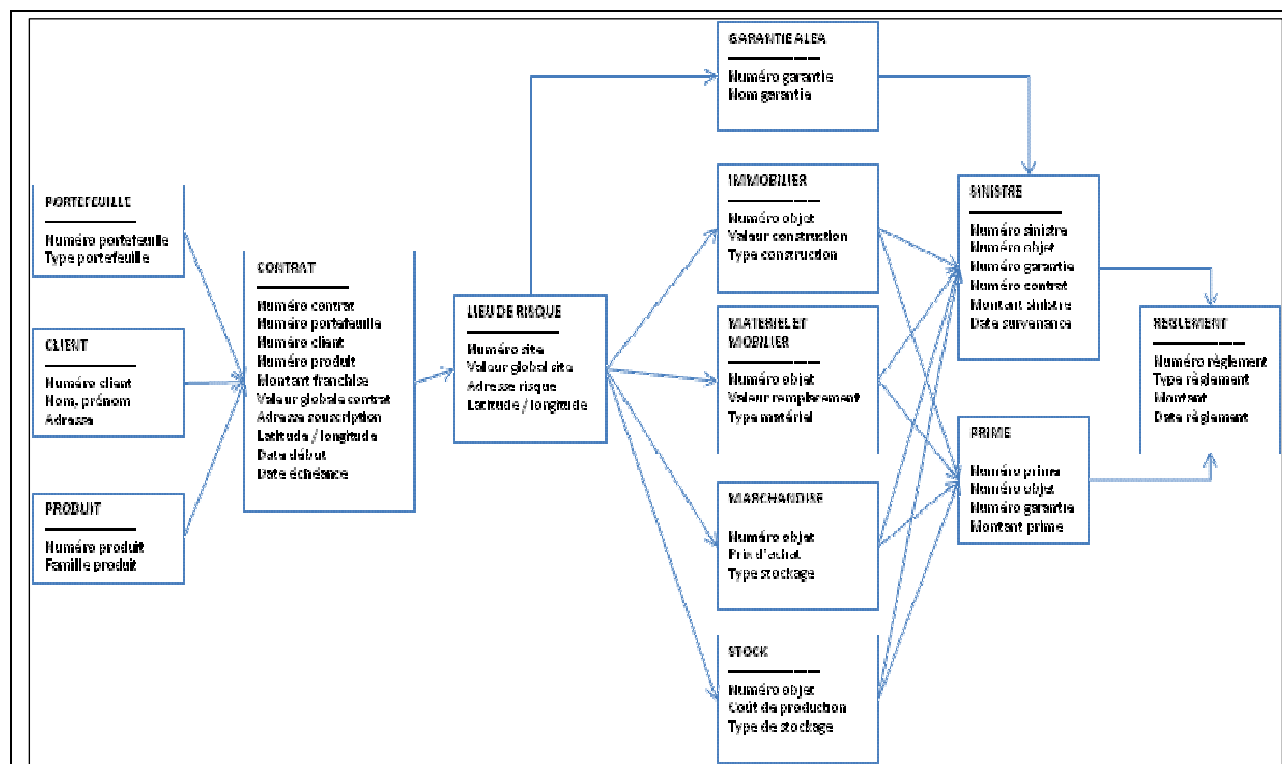 GARANTIE ALEA
Numéro garantie
Nom garantie
PORTEFEUILLE
Numéro portefeuille
Type portefeuille
CLIENT
Numéro client
Nom, prénom
Adresse
PRODUIT
Numéro produit
Famille produit
CONTRAT
Numéro contrat
Numéro portefeuille
Numéro client
Numéro produit
Montant franchise
Valeur globale contrat
Adresse souscription
Latitude / longitude
Date début
Date échéance
LIEU DE RISQUE
Numéro site
Valeur global site
Adresse risque
Latitude / longitude
IMMOBILIER
Numéro objet
Valeur construction
Type construction
MATERIEL ET
MOBILIER
Numéro objet
Valeur remplacement
Type matériel
MARCHANDISE
Numéro objet
Prix d'achat
Type stockage
STOCK
Numéro objet
Coût de production
Type de stockage
SINISTRE
Numéro sinistre
Numéro objet
Numéro garantie
Numéro contrat
Montant sinistre
Date survenance
PRIME
Numéro prime
Numéro objet
Numéro garantie
Montant prime
REGLEMENT
Numéro règlement
Type règlement
Montant
Date règlement